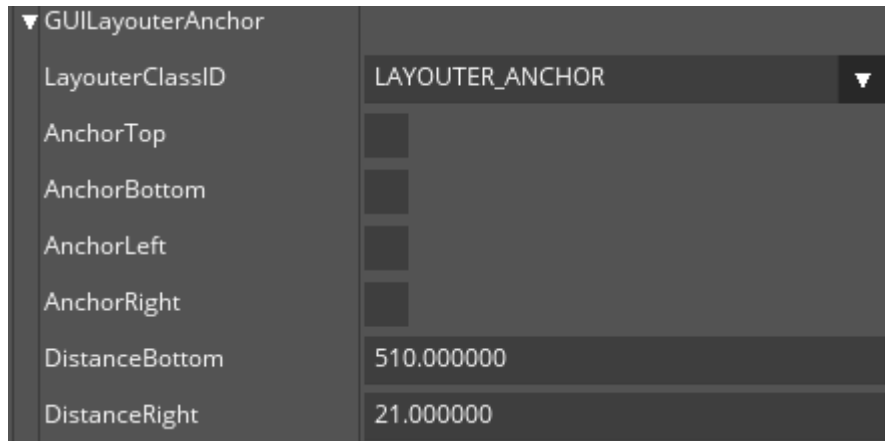 GUILayouterAnchor
LayouterClassID LAYOUTER_ANCHOR
AnchorTop
AnchorBottom
AnchorLeft
AnchorRight
DistanceBottom 510.000000
DistanceRight 21.000000